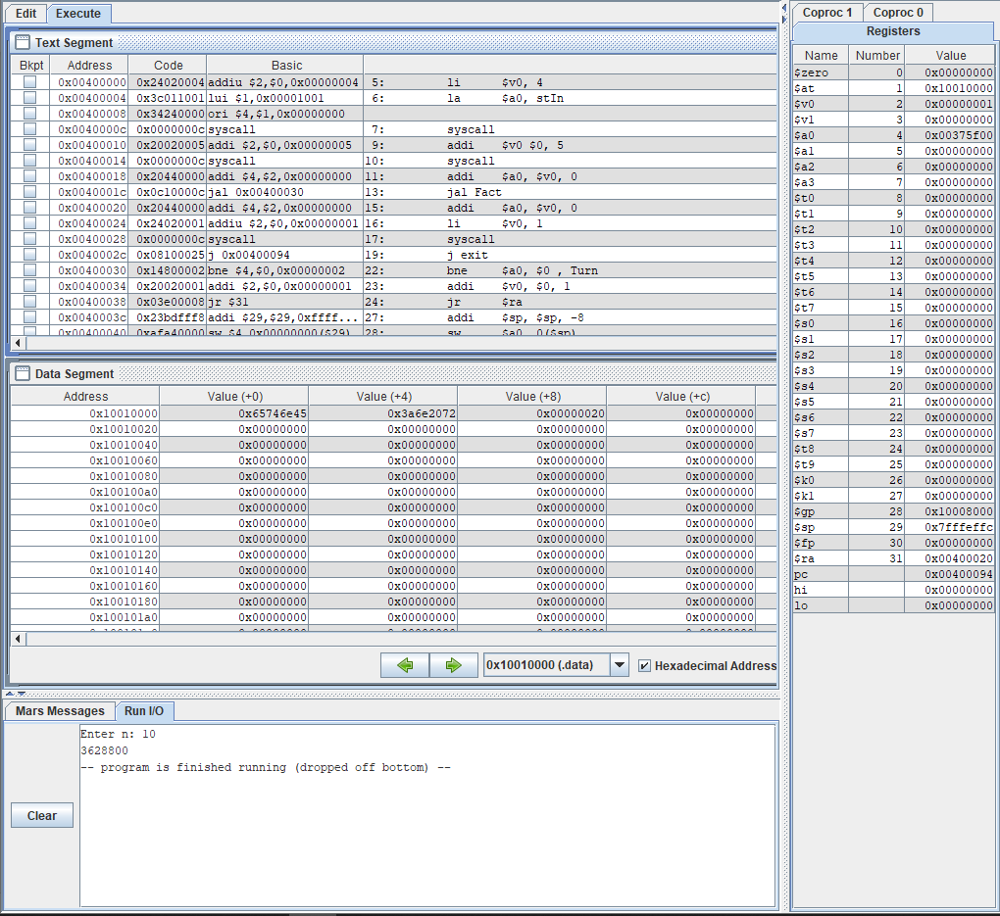 Edit Execute
Text Segment
Bkpt Address Code Basic
0x00400000 0x24020004 addiu $2,$0,0x00000004 5: li $v0, 4
0x00400004 0x3c011001 lui $1,0x00001001 6: la $a0, stIn
0x00400008 0x34240000 ori $4,$1,0x00000000
0x0040000c 0x0000000c syscall 7: syscall
0x00400010 0x20020005 addi $2,$0,0x00000005 9: addi $v0 $0, 5
0x00400014 0x0000000c syscall 10: syscall
0x00400018 0x20440000 addi $4,$2,0x00000000 11: addi $a0, $v0, 0
0x0040001c 0x0c10000c jal 0x00400030 13: jal Fact
0x00400020 0x20440000 addi $4,$2,0x00000000 15: addi $a0, $v0, 0
0x00400024 0x24020001 addiu $2,$0,0x00000001 16: li $v0, 1
0x00400028 0x0000000c syscall 17: syscall
0x0040002c 0x08100025 j 0x00400094 19: j exit
0x00400030 0x14800002 bne $4,$0,0x00000002 22: bne $a0, $0 , Turn
0x00400034 0x20020001 addi $2,$0,0x00000001 23: addi $v0, $0, 1
0x00400038 0x03e00008 jr $31 24: jr $ra
0x0040003c 0x23bdfff8 addi $29,$29,0xffff... 27: addi $sp, $sp, -8
0x00400040 0xafa40000 sw $4,0x00000000($29) 28: sw $a0, 0($sp)
Data Segment
Address Value (+0) Value (+4) Value (+8) Value (+c)
0x10010000 0x65746e45 0x3a6e2072 0x00000020 0x00000000
0x10010020 0x00000000 0x00000000 0x00000000 0x00000000
0x10010040 0x00000000 0x00000000 0x00000000 0x00000000
0x10010060 0x00000000 0x00000000 0x00000000 0x00000000
0x10010080 0x00000000 0x00000000 0x00000000 0x00000000
0x100100a0 0x00000000 0x00000000 0x00000000 0x00000000
0x100100c0 0x00000000 0x00000000 0x00000000 0x00000000
0x100100e0 0x00000000 0x00000000 0x00000000 0x00000000
0x10010100 0x00000000 0x00000000 0x00000000 0x00000000
0x10010120 0x00000000 0x00000000 0x00000000 0x00000000
0x10010140 0x00000000 0x00000000 0x00000000 0x00000000
0x10010160 0x00000000 0x00000000 0x00000000 0x00000000
0x10010180 0x00000000 0x00000000 0x00000000 0x00000000
0x100101a0 0x00000000 0x00000000 0x00000000 0x00000000
0x10010000 (.data) Hexadecimal Address
Mars Messages Run I/O
Clear
Enter n: 10
3628800
-- program is finished running (dropped off bottom) --
Coproc 1 Coproc 0
Registers
Name Number Value
$zero 0 0x00000000
$at 1 0x10010000
$v0 2 0x00000001
$v1 3 0x00000000
$a0 4 0x00375f00
$a1 5 0x00000000
$a2 6 0x00000000
$a3 7 0x00000000
$t0 8 0x00000000
$t1 9 0x00000000
$t2 10 0x00000000
$t3 11 0x00000000
$t4 12 0x00000000
$t5 13 0x00000000
$t6 14 0x00000000
$t7 15 0x00000000
$s0 16 0x00000000
$s1 17 0x00000000
$s2 18 0x00000000
$s3 19 0x00000000
$s4 20 0x00000000
$s5 21 0x00000000
$s6 22 0x00000000
$s7 23 0x00000000
$t8 24 0x00000000
$t9 25 0x00000000
$k0 26 0x00000000
$k1 27 0x00000000
$gp 28 0x10008000
$sp 29 0x7fffeffc
$fp 30 0x00000000
$ra 31 0x00400020
pc 0x00400094
hi 0x00000000
lo 0x00000000